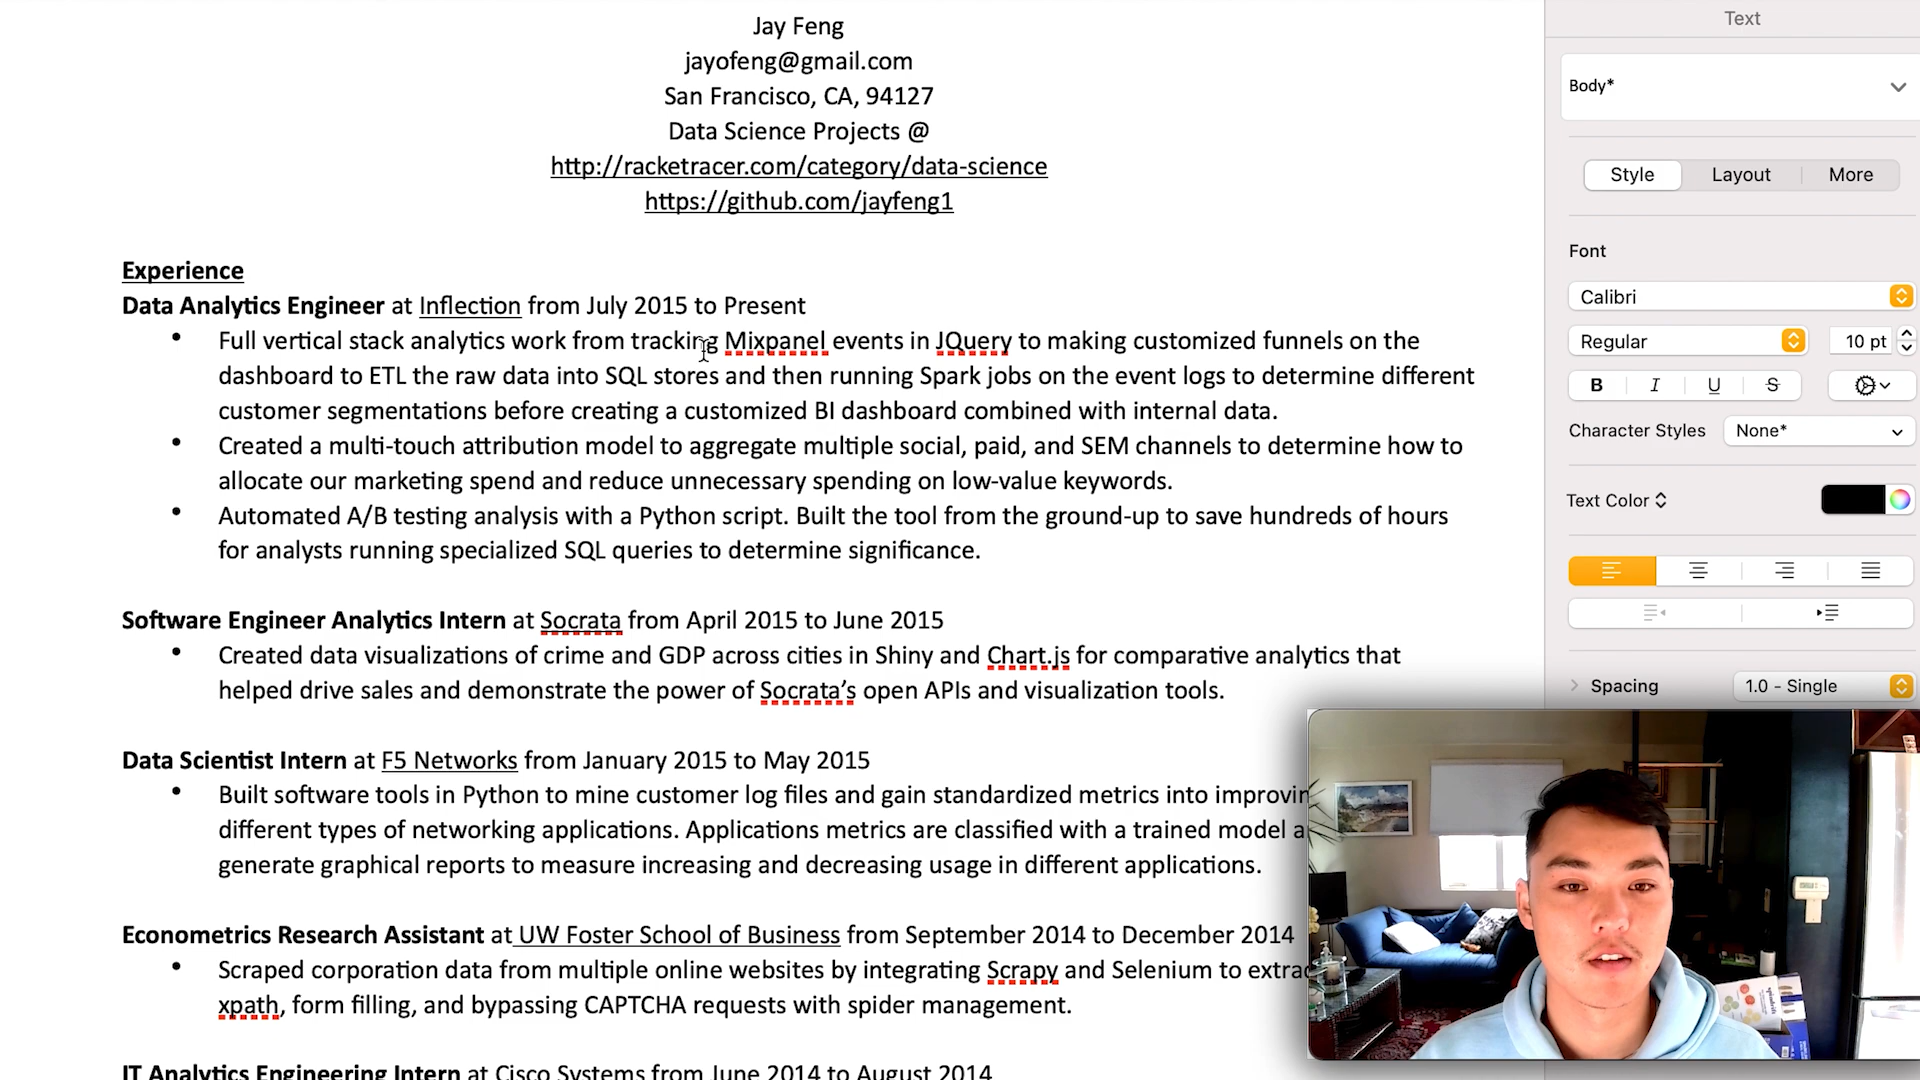 Jay Feng
jayofeng@gmail.com
San Francisco, CA, 94127
Data Science Projects @
http://racketracer.com/category/data-science
https://github.com/jayfeng1
Experience
Data Analytics Engineer at Inflection from July 2015 to Present
• Full vertical stack analytics work from tracking Mixpanel events in JQuery to making customized funnels on the
dashboard to ETL the raw data into SQL stores and then running Spark jobs on the event logs to determine different
customer segmentations before creating a customized BI dashboard combined with internal data.
• Created a multi-touch attribution model to aggregate multiple social, paid, and SEM channels to determine how to
allocate our marketing spend and reduce unnecessary spending on low-value keywords.
• Automated A/B testing analysis with a Python script. Built the tool from the ground-up to save hundreds of hours
for analysts running specialized SQL queries to determine significance.
Software Engineer Analytics Intern at Socrata from April 2015 to June 2015
• Created data visualizations of crime and GDP across cities in Shiny and Chart.js for comparative analytics that
helped drive sales and demonstrate the power of Socrata’s open APIs and visualization tools.
Data Scientist Intern at F5 Networks from January 2015 to May 2015
• Built software tools in Python to mine customer log files and gain standardized metrics into improvin
different types of networking applications. Applications metrics are classified with a trained model a
generate graphical reports to measure increasing and decreasing usage in different applications.
Econometrics Research Assistant at UW Foster School of Business from September 2014 to December 2014
• Scraped corporation data from multiple online websites by integrating Scrapy and Selenium to extra
xpath, form filling, and bypassing CAPTCHA requests with spider management.
IT Analytics Engineering Intern at Cisco Systems from June 2014 to August 2014
Text
Body*
Style Layout More
Font
Calibri
Regular 10 pt
B I U S
Character Styles None*
Text Color
Spacing 1.0 - Single